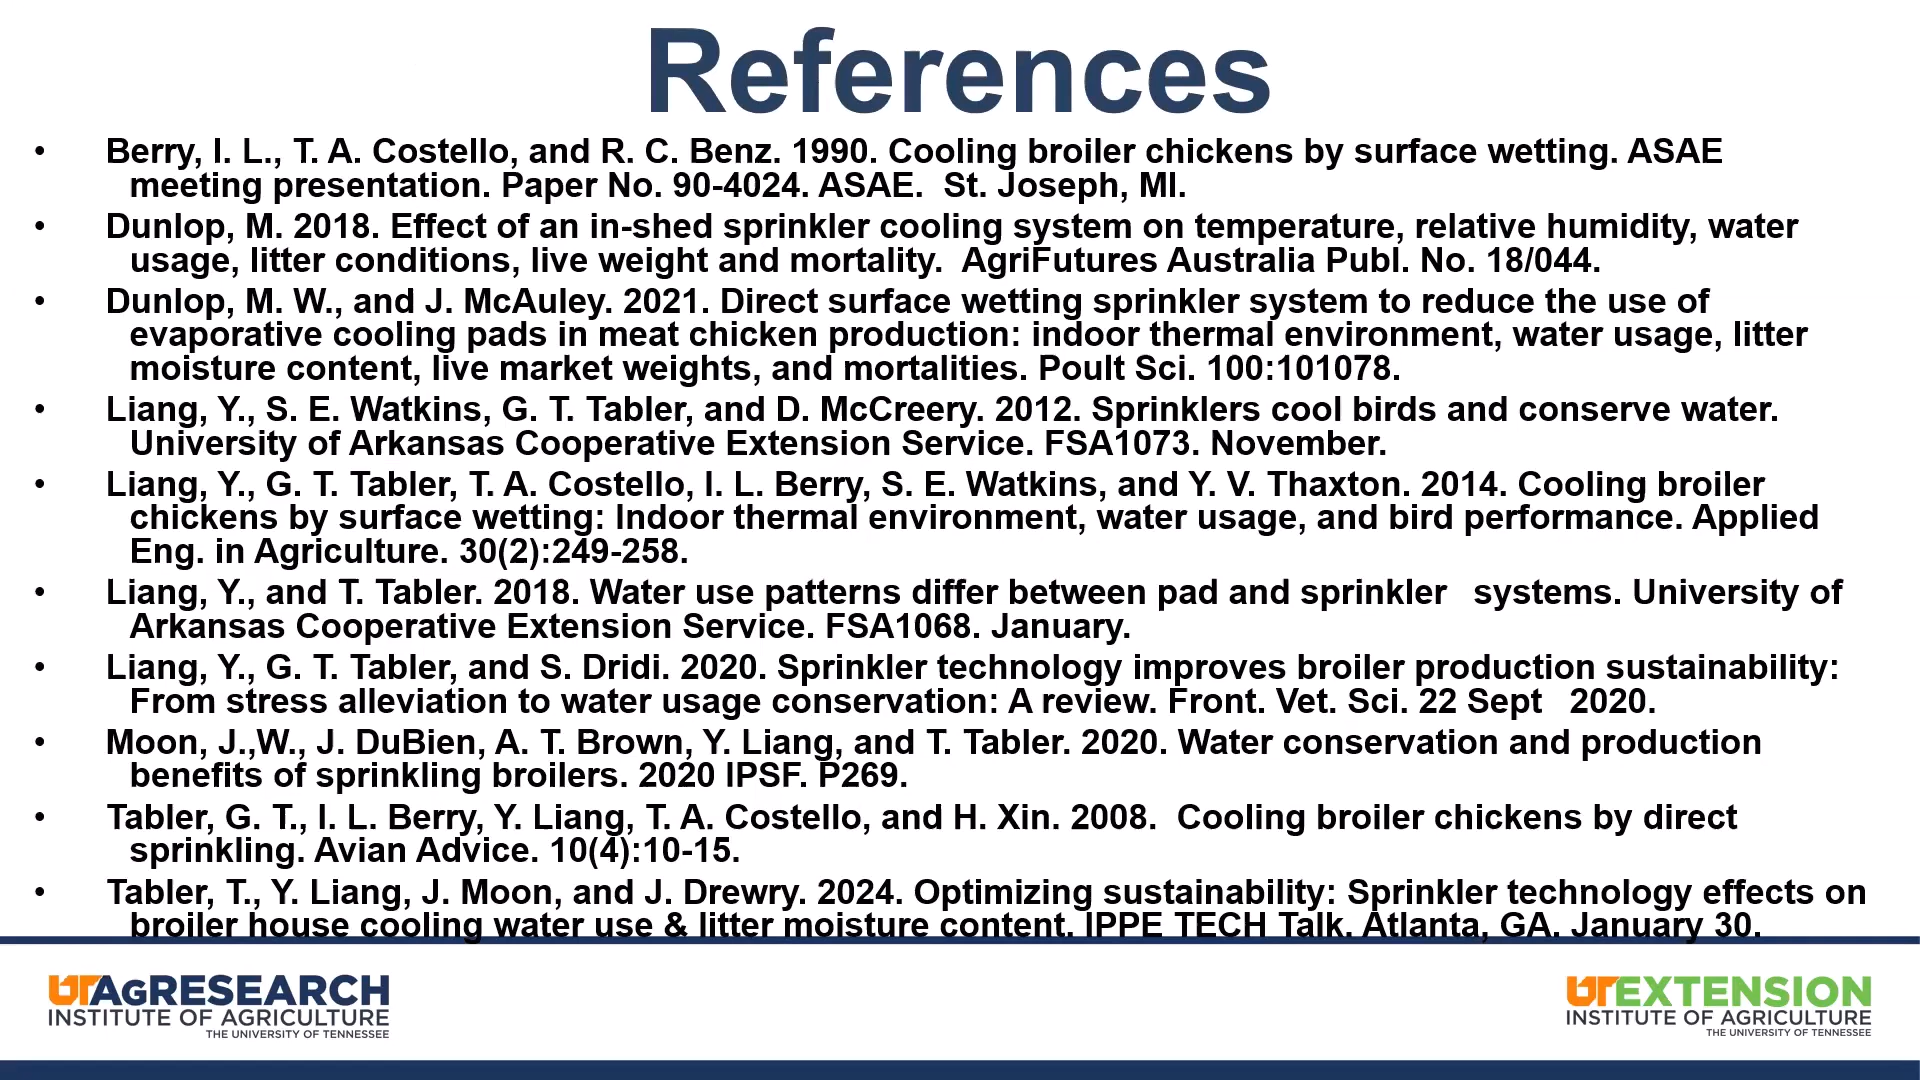 References
• Berry, I. L., T. A. Costello, and R. C. Benz. 1990. Cooling broiler chickens by surface wetting. ASAE
meeting presentation. Paper No. 90-4024. ASAE.  St. Joseph, MI.
• Dunlop, M. 2018. Effect of an in-shed sprinkler cooling system on temperature, relative humidity, water
usage, litter conditions, live weight and mortality.  AgriFutures Australia Publ. No. 18/044.
• Dunlop, M. W., and J. McAuley. 2021. Direct surface wetting sprinkler system to reduce the use of
evaporative cooling pads in meat chicken production: indoor thermal environment, water usage, litter
moisture content, live market weights, and mortalities. Poult Sci. 100:101078.
• Liang, Y., S. E. Watkins, G. T. Tabler, and D. McCreery. 2012. Sprinklers cool birds and conserve water.
University of Arkansas Cooperative Extension Service. FSA1073. November.
• Liang, Y., G. T. Tabler, T. A. Costello, I. L. Berry, S. E. Watkins, and Y. V. Thaxton. 2014. Cooling broiler
chickens by surface wetting: Indoor thermal environment, water usage, and bird performance. Applied
Eng. in Agriculture. 30(2):249-258.
• Liang, Y., and T. Tabler. 2018. Water use patterns differ between pad and sprinkler   systems. University of
Arkansas Cooperative Extension Service. FSA1068. January.
• Liang, Y., G. T. Tabler, and S. Dridi. 2020. Sprinkler technology improves broiler production sustainability:
From stress alleviation to water usage conservation: A review. Front. Vet. Sci. 22 Sept   2020.
• Moon, J.,W., J. DuBien, A. T. Brown, Y. Liang, and T. Tabler. 2020. Water conservation and production
benefits of sprinkling broilers. 2020 IPSF. P269.
• Tabler, G. T., I. L. Berry, Y. Liang, T. A. Costello, and H. Xin. 2008.  Cooling broiler chickens by direct
sprinkling. Avian Advice. 10(4):10-15.
• Tabler, T., Y. Liang, J. Moon, and J. Drewry. 2024. Optimizing sustainability: Sprinkler technology effects on
broiler house cooling water use & litter moisture content. IPPE TECH Talk. Atlanta, GA. January 30.
UTAgRESEARCH
INSTITUTE OF AGRICULTURE
THE UNIVERSITY OF TENNESSEE
UTEXTENSION
INSTITUTE OF AGRICULTURE
THE UNIVERSITY OF TENNESSEE